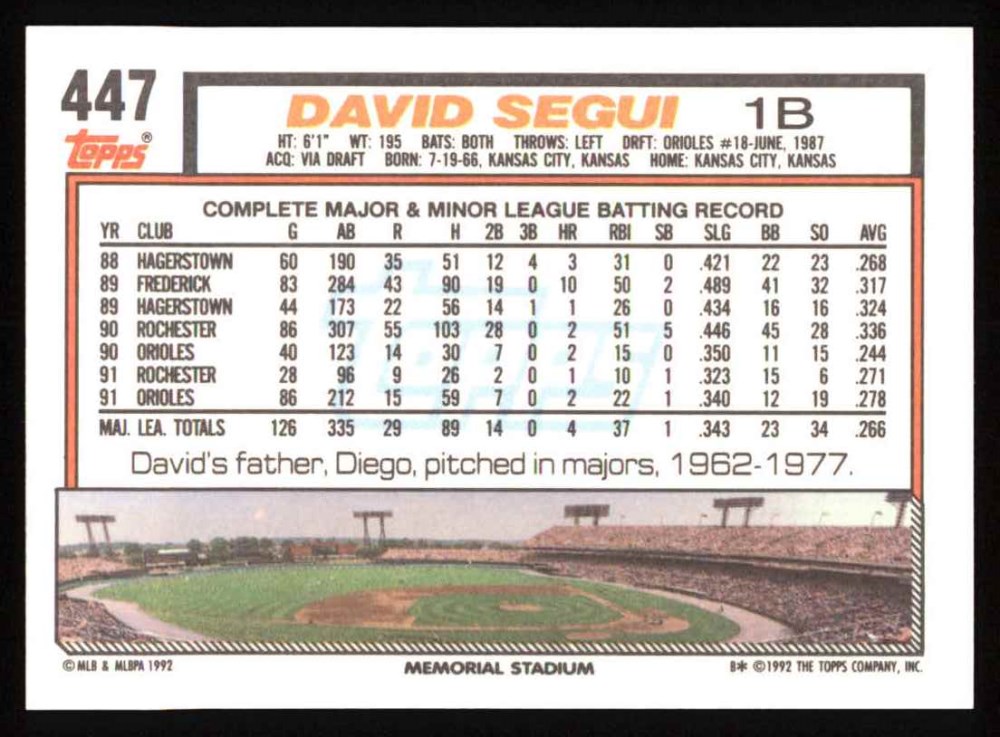 447
Topps®
DAVID SEGUI 1B
HT: 6'1" WT: 195 BATS: BOTH THROWS: LEFT DRFT: ORIOLES #18-JUNE, 1987
ACQ: VIA DRAFT BORN: 7-19-66, KANSAS CITY, KANSAS HOME: KANSAS CITY, KANSAS
COMPLETE MAJOR & MINOR LEAGUE BATTING RECORD
YR CLUB G AB R H 2B 3B HR RBI SB SLG BB SO AVG
88 HAGERSTOWN 60 190 35 51 12 4 3 31 0 .421 22 23 .268
89 FREDERICK 83 284 43 90 19 0 10 50 2 .489 41 32 .317
89 HAGERSTOWN 44 173 22 56 14 1 1 26 0 .434 16 16 .324
90 ROCHESTER 86 307 55 103 28 0 2 51 5 .446 45 28 .336
90 ORIOLES 40 123 14 30 7 0 2 15 0 .350 11 15 .244
91 ROCHESTER 28 96 9 26 2 0 1 10 1 .323 15 6 .271
91 ORIOLES 86 212 15 59 7 0 2 22 1 .340 12 19 .278
MAJ. LEA. TOTALS 126 335 29 89 14 0 4 37 1 .343 23 34 .266
Topps
David's father, Diego, pitched in majors, 1962-1977.
© MLB & MLBPA 1992 MEMORIAL STADIUM B* ©1992 THE TOPPS COMPANY, INC.